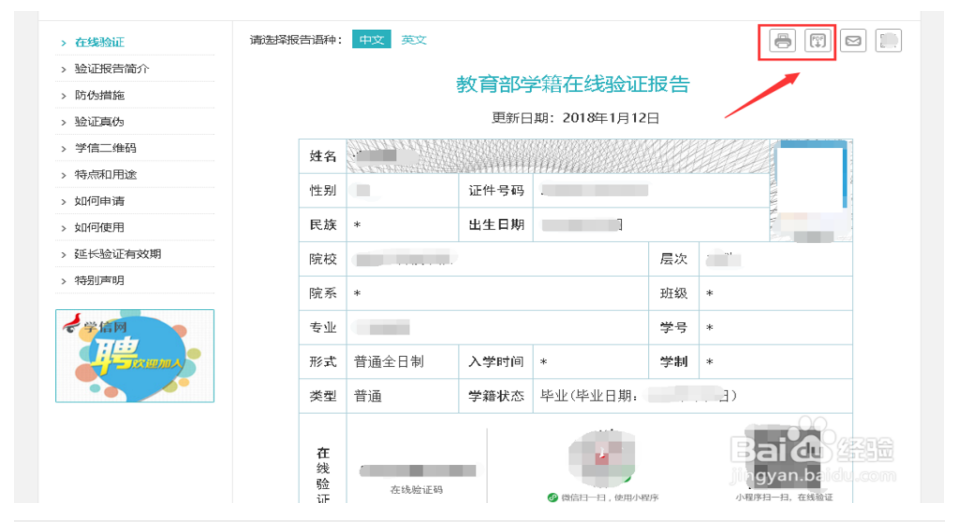 在线验证
验证报告简介
防伪措施
验证真伪
学信二维码
特点和用途
如何申请
如何使用
延长验证有效期
特别声明
学信网
聘 欢迎加入
请选择报告语种： 中文 英文
教育部学籍在线验证报告
更新日期：2018年1月12日
姓名
性别 证件号码
民族 * 出生日期
院校 层次
院系 * 班级 *
专业 学号 *
形式 普通全日制 入学时间 * 学制 *
类型 普通 学籍状态 毕业(毕业日期： 日)
在线验证
在线验证码
微信扫一扫，使用小程序
小程序扫一扫，在线验证
Baidu 经验
jingyan.baidu.com